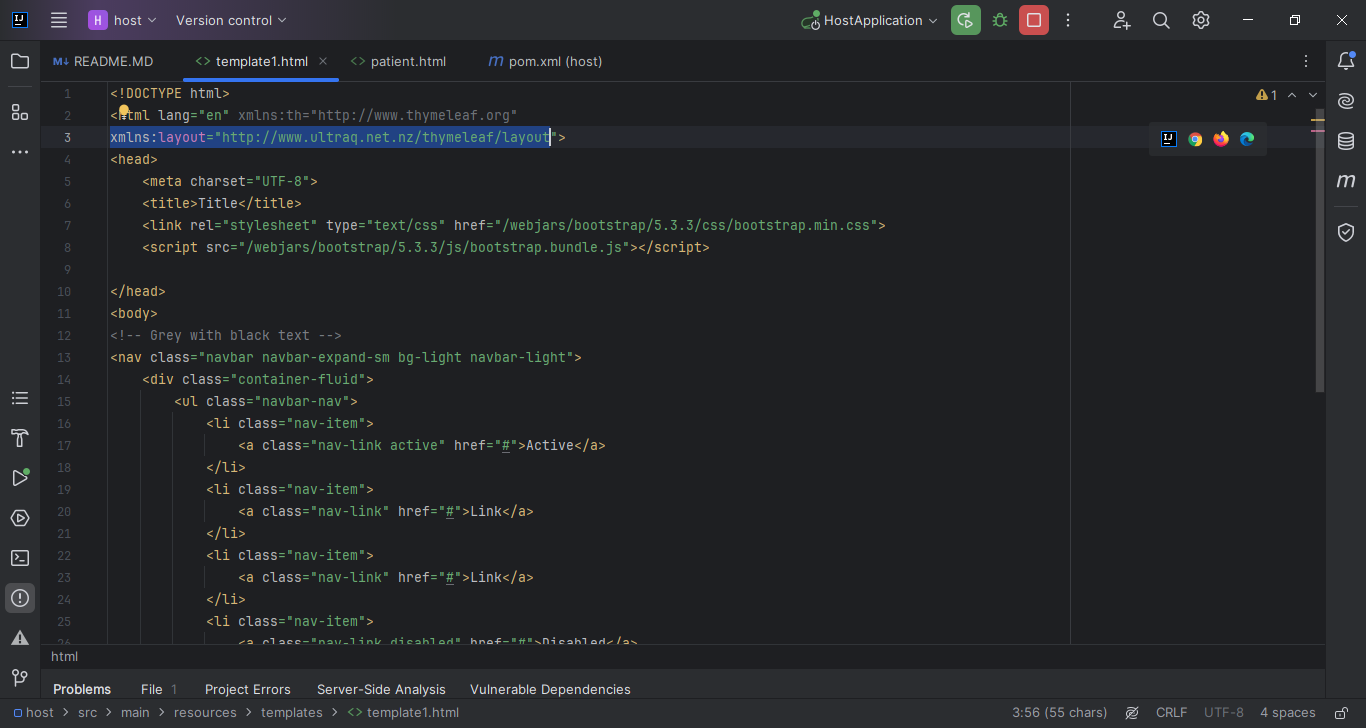 H host Version control HostApplication
M↓ README.MD <> template1.html × <> patient.html m pom.xml (host)
1 <!DOCTYPE html>
2 <html lang="en" xmlns:th="http://www.thymeleaf.org"
3 xmlns:layout="http://www.ultraq.net.nz/thymeleaf/layout">
4 <head>
5 <meta charset="UTF-8">
6 <title>Title</title>
7 <link rel="stylesheet" type="text/css" href="/webjars/bootstrap/5.3.3/css/bootstrap.min.css">
8 <script src="/webjars/bootstrap/5.3.3/js/bootstrap.bundle.js"></script>
9
10 </head>
11 <body>
12 <!-- Grey with black text -->
13 <nav class="navbar navbar-expand-sm bg-light navbar-light">
14 <div class="container-fluid">
15 <ul class="navbar-nav">
16 <li class="nav-item">
17 <a class="nav-link active" href="#">Active</a>
18 </li>
19 <li class="nav-item">
20 <a class="nav-link" href="#">Link</a>
21 </li>
22 <li class="nav-item">
23 <a class="nav-link" href="#">Link</a>
24 </li>
25 <li class="nav-item">
26 <a class="nav-link disabled" href="#">Disabled</a>
1
html
Problems File 1 Project Errors Server-Side Analysis Vulnerable Dependencies
host > src > main > resources > templates > <> template1.html 3:56 (55 chars) CRLF UTF-8 4 spaces